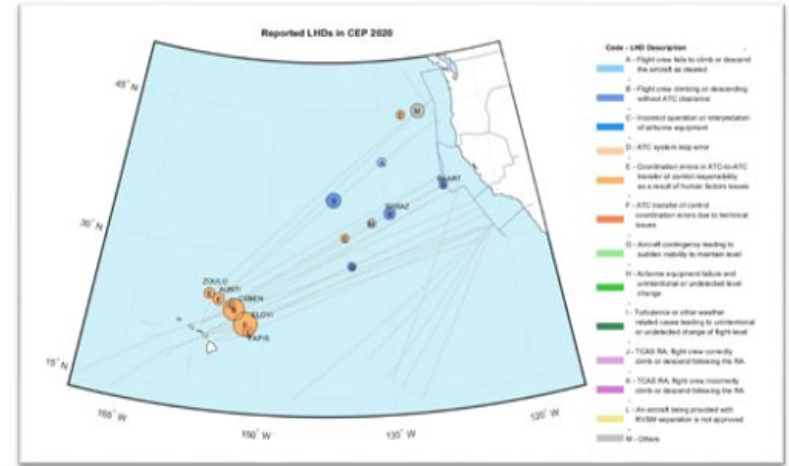 Reported LHDs in CEP 2020
Code - LHD Description
A - Flight crew fails to climb or descend
the aircraft as cleared
B - Flight crew climbing or descending
without ATC clearance
C - Incorrect operation or interpretation
of airborne equipment
D - ATC system loop error
E - Coordination errors in ATC-to-ATC
transfer of control responsibility
as a result of human factors issues
F - ATC transfer of control
coordination errors due to technical
issues
G - Aircraft contingency leading to
sudden inability to maintain level
H - Airborne equipment failure and
unintentional or undetected level
change
I - Turbulence or other weather
related cause leading to unintentional
or undetected change of flight level
J - TCAS RA; flight crew correctly
climb or descend following the RA
K - TCAS RA; flight crew incorrectly
climb or descend following the RA
L - An aircraft being provided with
RVSM separation is not approved
M - Others
45° N
30° N
15° N
165° W
150° W
135° W
120° W
E
M
A
M
E
ZOULU
E
E
CEBEN
ELOYI